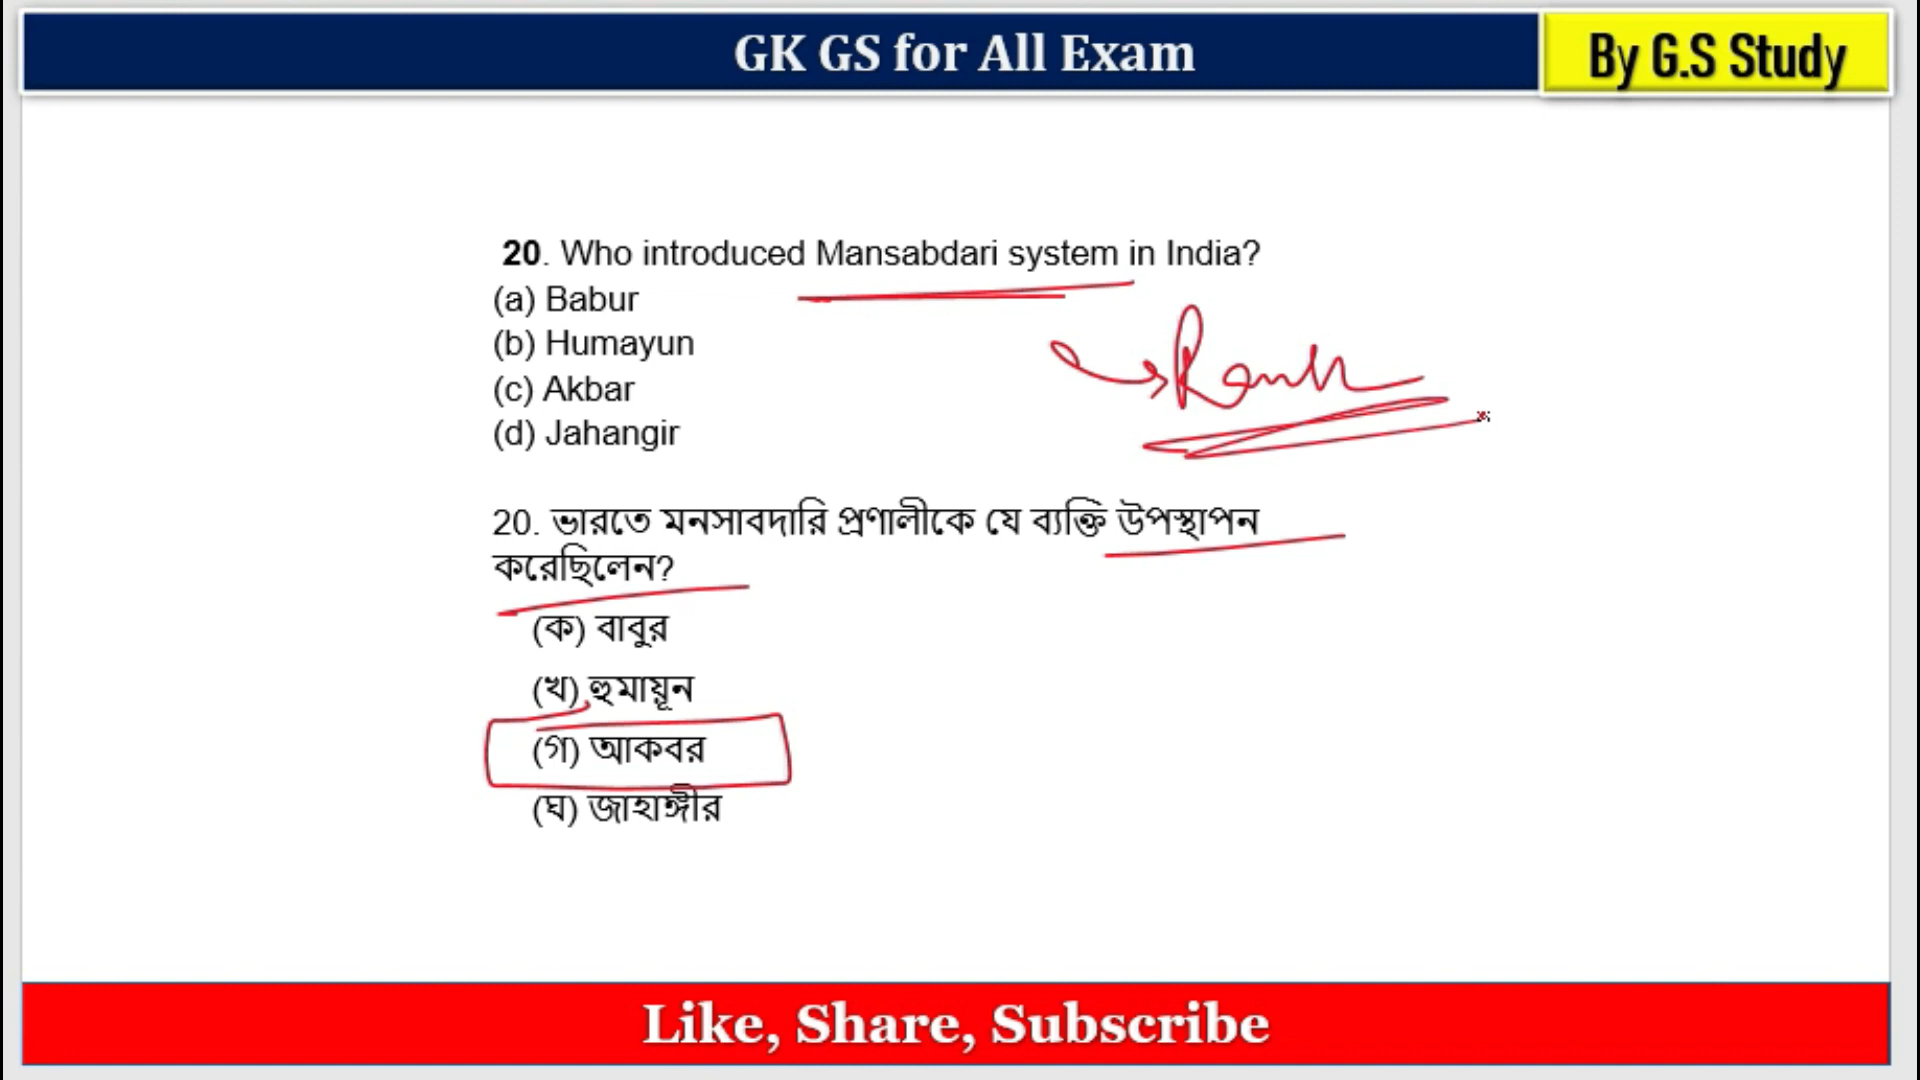 GK GS for All Exam
By G.S Study
20. Who introduced Mansabdari system in India?
(a) Babur
(b) Humayun
(c) Akbar
(d) Jahangir
Rank
20. ভারতে মনসাবদারি প্রণালীকে যে ব্যক্তি উপস্থাপন
করেছিলেন?
(ক) বাবুর
(খ) হুমায়ূন
(গ) আকবর
(ঘ) জাহাঙ্গীর
Like, Share, Subscribe